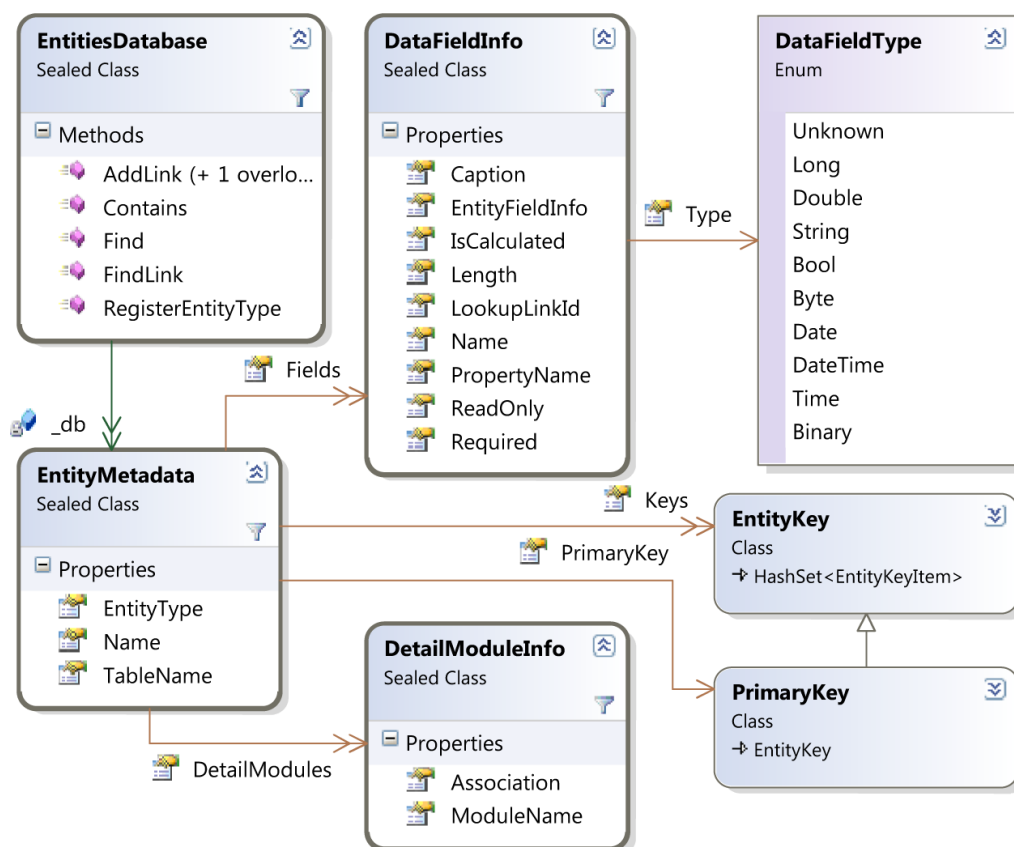 EntitiesDatabase
Sealed Class
Methods
AddLink (+ 1 overlo...
Contains
Find
FindLink
RegisterEntityType
DataFieldInfo
Sealed Class
Properties
Caption
EntityFieldInfo
IsCalculated
Length
LookupLinkId
Name
PropertyName
ReadOnly
Required
Type
DataFieldType
Enum
Unknown
Long
Double
String
Bool
Byte
Date
DateTime
Time
Binary
Fields
_db
EntityMetadata
Sealed Class
Properties
EntityType
Name
TableName
Keys
PrimaryKey
EntityKey
Class
HashSet<EntityKeyItem>
DetailModules
DetailModuleInfo
Sealed Class
Properties
Association
ModuleName
PrimaryKey
Class
EntityKey